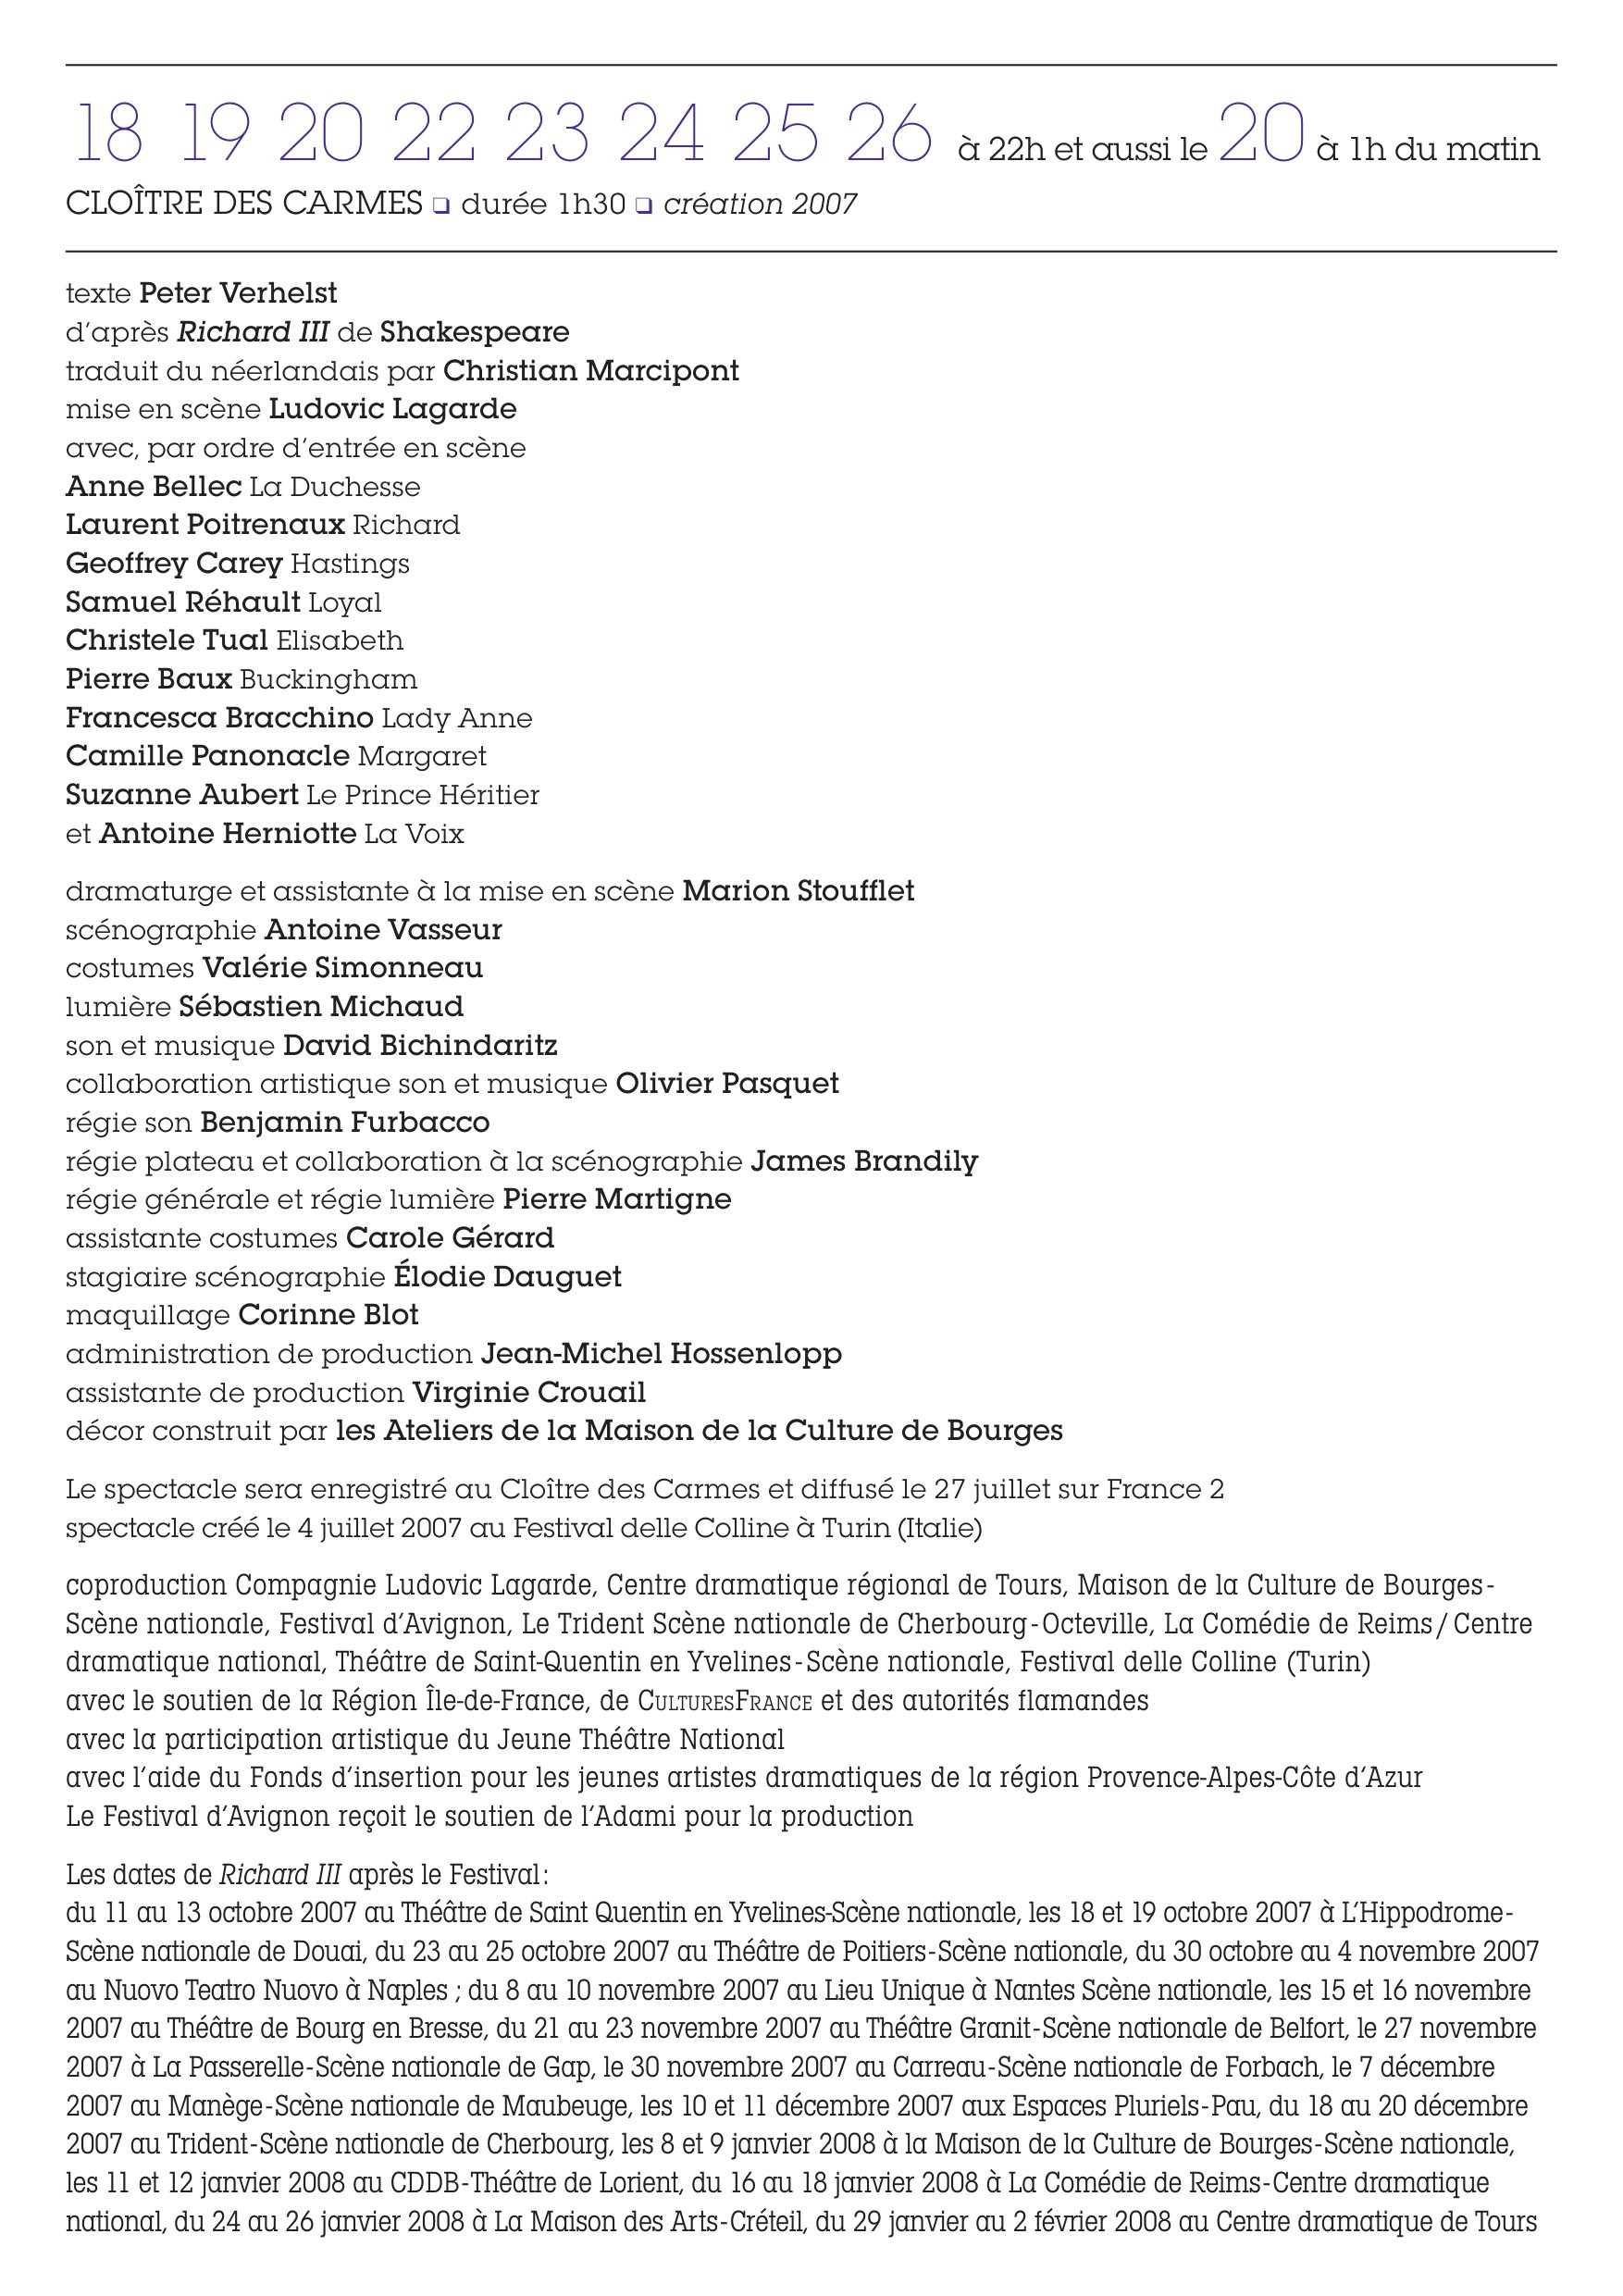 18 19 20 22 23 24 25 26 à 22h et aussi le 20 à 1h du matin
CLOÎTRE DES CARMES ❑ durée 1h30 ❑ création 2007
texte Peter Verhelst
d’après Richard III de Shakespeare
traduit du néerlandais par Christian Marcipont
mise en scène Ludovic Lagarde
avec, par ordre d’entrée en scène
Anne Bellec La Duchesse
Laurent Poitrenaux Richard
Geoffrey Carey Hastings
Samuel Réhault Loyal
Christele Tual Elisabeth
Pierre Baux Buckingham
Francesca Bracchino Lady Anne
Camille Panonacle Margaret
Suzanne Aubert Le Prince Héritier
et Antoine Herniotte La Voix
dramaturge et assistante à la mise en scène Marion Stoufflet
scénographie Antoine Vasseur
costumes Valérie Simonneau
lumière Sébastien Michaud
son et musique David Bichindaritz
collaboration artistique son et musique Olivier Pasquet
régie son Benjamin Furbacco
régie plateau et collaboration à la scénographie James Brandily
régie générale et régie lumière Pierre Martigne
assistante costumes Carole Gérard
stagiaire scénographie Élodie Dauguet
maquillage Corinne Blot
administration de production Jean-Michel Hossenlopp
assistante de production Virginie Crouail
décor construit par les Ateliers de la Maison de la Culture de Bourges
Le spectacle sera enregistré au Cloître des Carmes et diffusé le 27 juillet sur France 2
spectacle créé le 4 juillet 2007 au Festival delle Colline à Turin (Italie)
coproduction Compagnie Ludovic Lagarde, Centre dramatique régional de Tours, Maison de la Culture de Bourges-
Scène nationale, Festival d’Avignon, Le Trident Scène nationale de Cherbourg-Octeville, La Comédie de Reims/ Centre
dramatique national, Théâtre de Saint-Quentin en Yvelines-Scène nationale, Festival delle Colline (Turin)
avec le soutien de la Région Île-de-France, de CULTURESFRANCE et des autorités flamandes
avec la participation artistique du Jeune Théâtre National
avec l’aide du Fonds d’insertion pour les jeunes artistes dramatiques de la région Provence-Alpes-Côte d’Azur
Le Festival d’Avignon reçoit le soutien de l’Adami pour la production
Les dates de Richard III après le Festival :
du 11 au 13 octobre 2007 au Théâtre de Saint Quentin en Yvelines-Scène nationale, les 18 et 19 octobre 2007 à L’Hippodrome-
Scène nationale de Douai, du 23 au 25 octobre 2007 au Théâtre de Poitiers-Scène nationale, du 30 octobre au 4 novembre 2007
au Nuovo Teatro Nuovo à Naples ; du 8 au 10 novembre 2007 au Lieu Unique à Nantes Scène nationale, les 15 et 16 novembre
2007 au Théâtre de Bourg en Bresse, du 21 au 23 novembre 2007 au Théâtre Granit-Scène nationale de Belfort, le 27 novembre
2007 à La Passerelle-Scène nationale de Gap, le 30 novembre 2007 au Carreau-Scène nationale de Forbach, le 7 décembre
2007 au Manège-Scène nationale de Maubeuge, les 10 et 11 décembre 2007 aux Espaces Pluriels-Pau, du 18 au 20 décembre
2007 au Trident-Scène nationale de Cherbourg, les 8 et 9 janvier 2008 à la Maison de la Culture de Bourges-Scène nationale,
les 11 et 12 janvier 2008 au CDDB-Théâtre de Lorient, du 16 au 18 janvier 2008 à La Comédie de Reims-Centre dramatique
national, du 24 au 26 janvier 2008 à La Maison des Arts-Créteil, du 29 janvier au 2 février 2008 au Centre dramatique de Tours